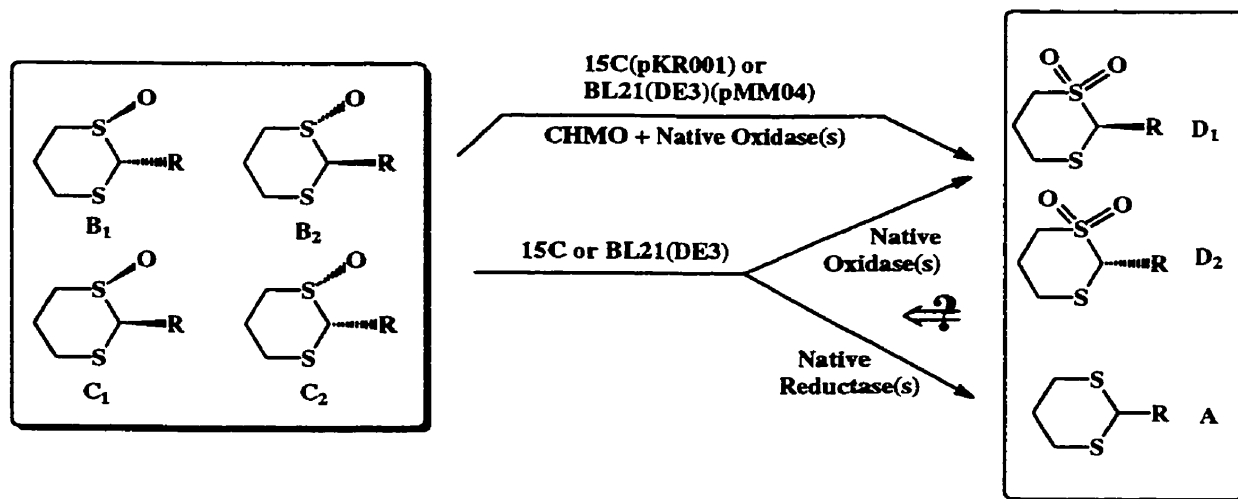 S O
S R
B₁
S O
S R
B₂
S O
S R
C₁
S O
S R
C₂
15C(pKR001) or
BL21(DE3)(pMM04)
CHMO + Native Oxidase(s)
15C or BL21(DE3)
Native
Oxidase(s)
?
Native
Reductase(s)
O O
S
R D₁
S
O O
S
R D₂
S
S
R A
S